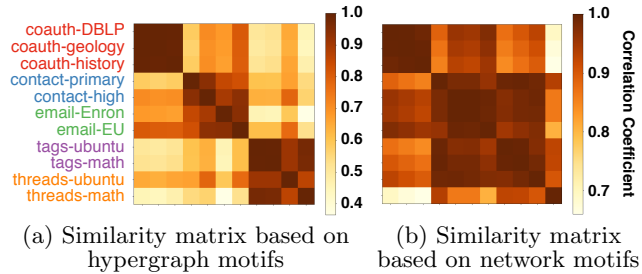 coauth-DBLP
coauth-geology
coauth-history
contact-primary
contact-high
email-Enron
email-EU
tags-ubuntu
tags-math
threads-ubuntu
threads-math
1.0
0.9
0.8
0.7
0.6
0.5
0.4
1.0
0.9
0.8
0.7
Correlation Coefficient
(a) Similarity matrix based on
hypergraph motifs
(b) Similarity matrix
based on network motifs